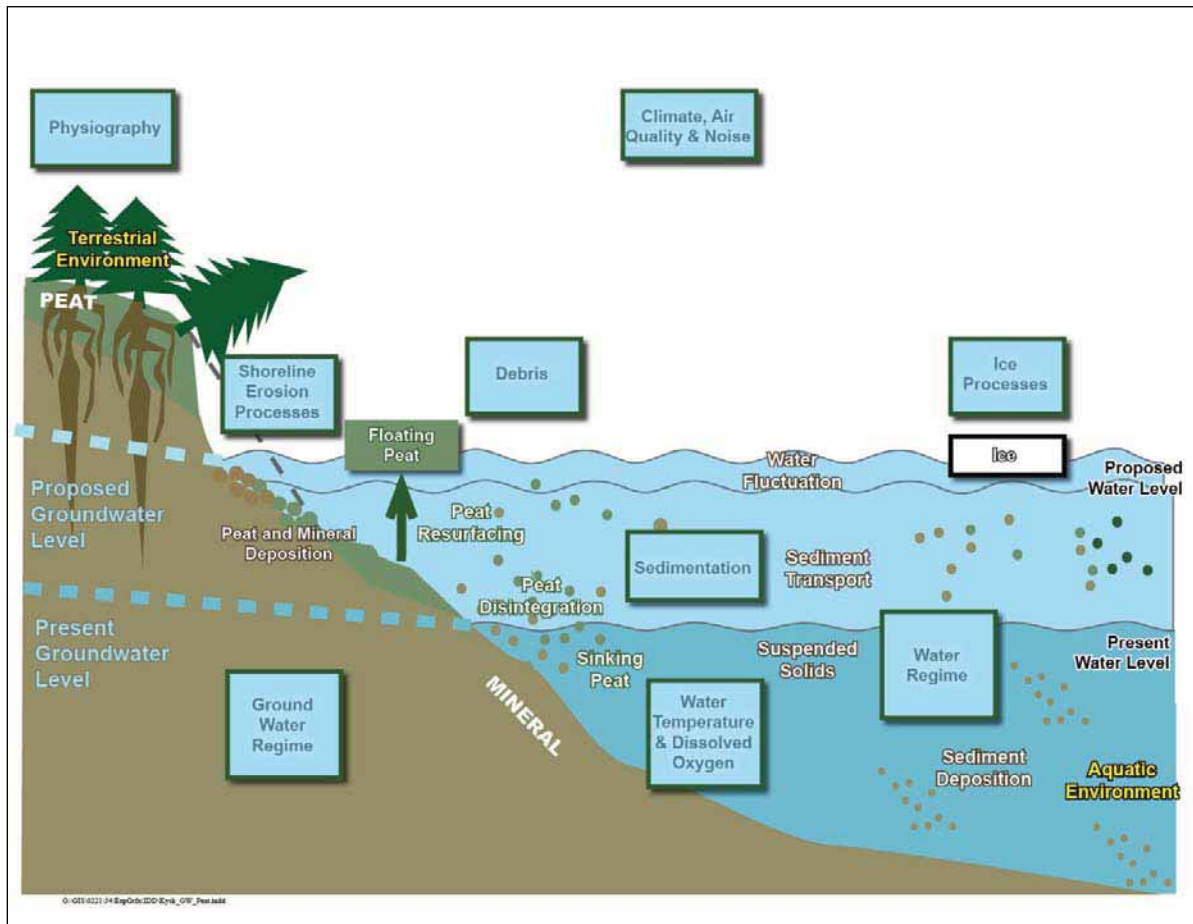 Physiography
Climate, Air
Quality & Noise
Terrestrial
Environment
PEAT
Shoreline
Erosion
Processes
Debris
Ice
Processes
Floating
Peat
Ice
Water
Fluctuation
Proposed
Water Level
Proposed
Groundwater
Level
Peat and Mineral
Deposition
Peat
Resurfacing
Sedimentation
Sediment
Transport
Peat
Disintegration
Present
Groundwater
Level
Sinking
Peat
Suspended
Solids
Water
Regime
Present
Water Level
MINERAL
Ground
Water
Regime
Water
Temperature
& Dissolved
Oxygen
Sediment
Deposition
Aquatic
Environment